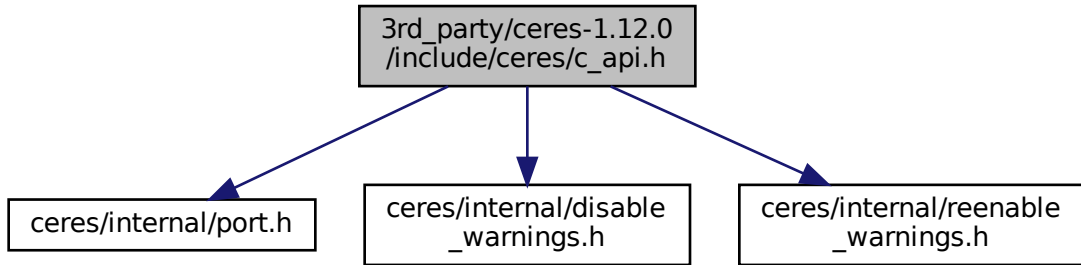 3rd_party/ceres-1.12.0
/include/ceres/c_api.h
ceres/internal/port.h
ceres/internal/disable
_warnings.h
ceres/internal/reenable
_warnings.h